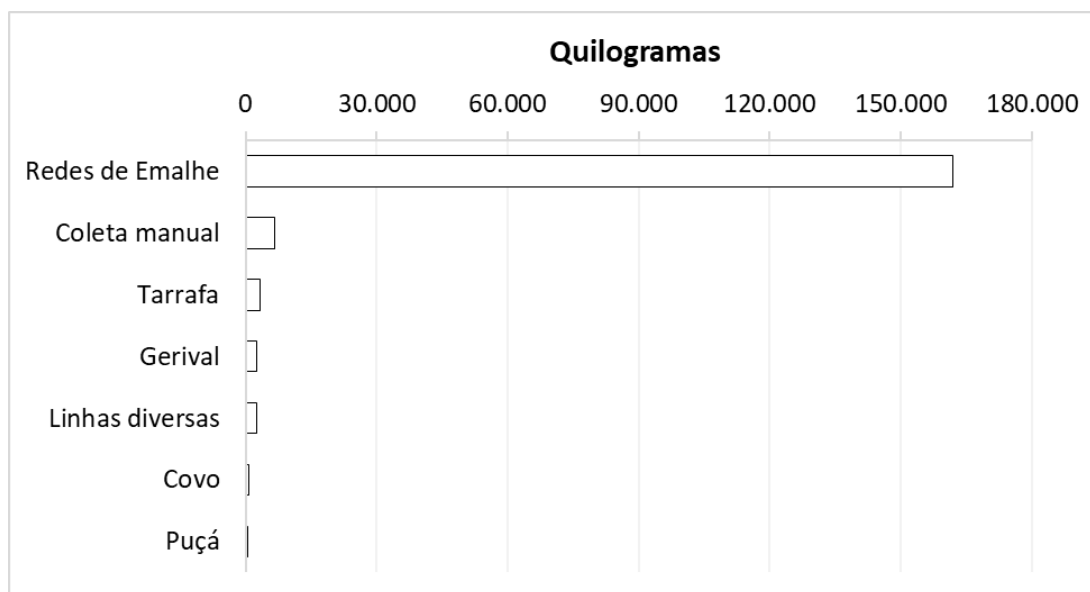 Quilogramas
0 30.000 60.000 90.000 120.000 150.000 180.000
Redes de Emalhe
Coleta manual
Tarrafa
Gerival
Linhas diversas
Covo
Puçá